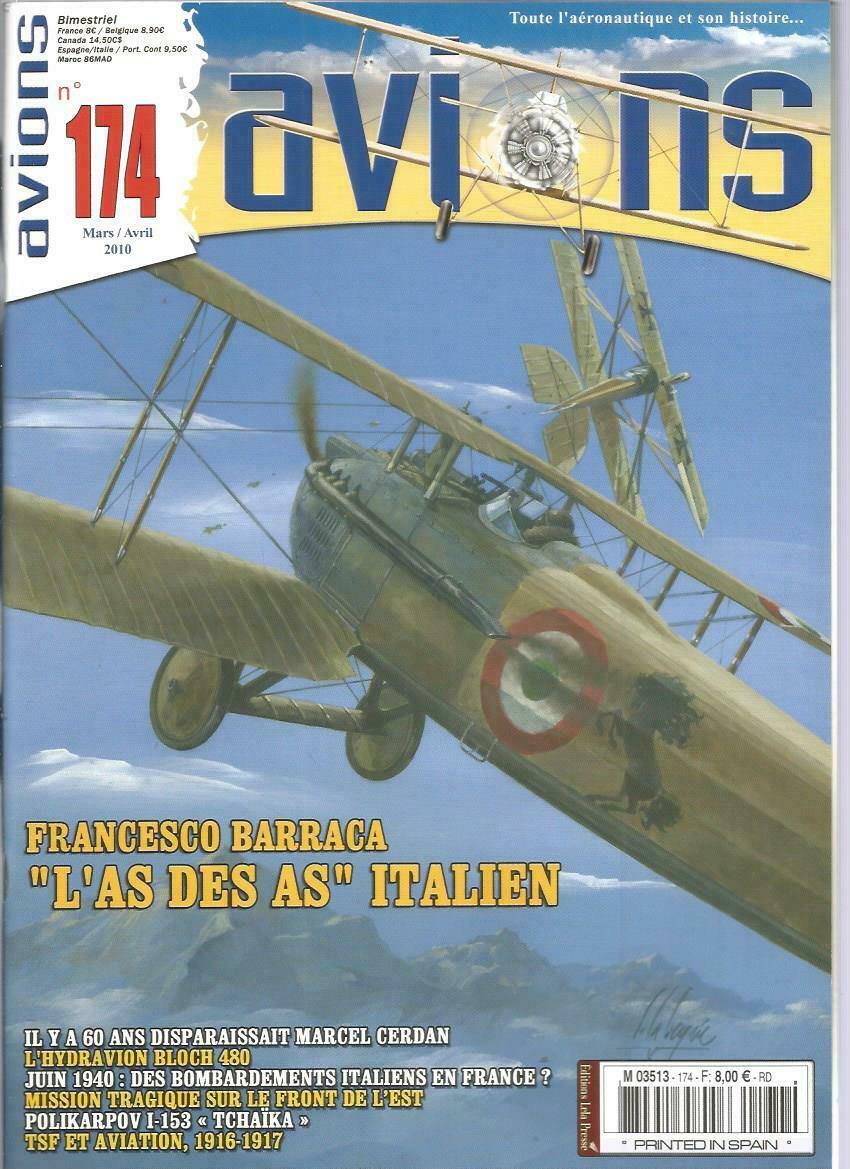 avions
Bimestriel
France 8€ / Belgique 8,90€
Canada 14,50C$
Espagne/Italie / Port. Cont 9,50€
Maroc 86MAD
n°
174
Mars / Avril
2010
Toute l'aéronautique et son histoire...
avions
FRANCESCO BARRACA
"L'AS DES AS" ITALIEN
IL Y A 60 ANS DISPARAISSAIT MARCEL CERDAN
L'HYDRAVION BLOCH 480
JUIN 1940 : DES BOMBARDEMENTS ITALIENS EN FRANCE ?
MISSION TRAGIQUE SUR LE FRONT DE L'EST
POLIKARPOV I-153 « TCHAÏKA »
TSF ET AVIATION, 1916-1917
Editions Lela Presse
M 03513 - 174 - F: 8,00 € - RD
PRINTED IN SPAIN